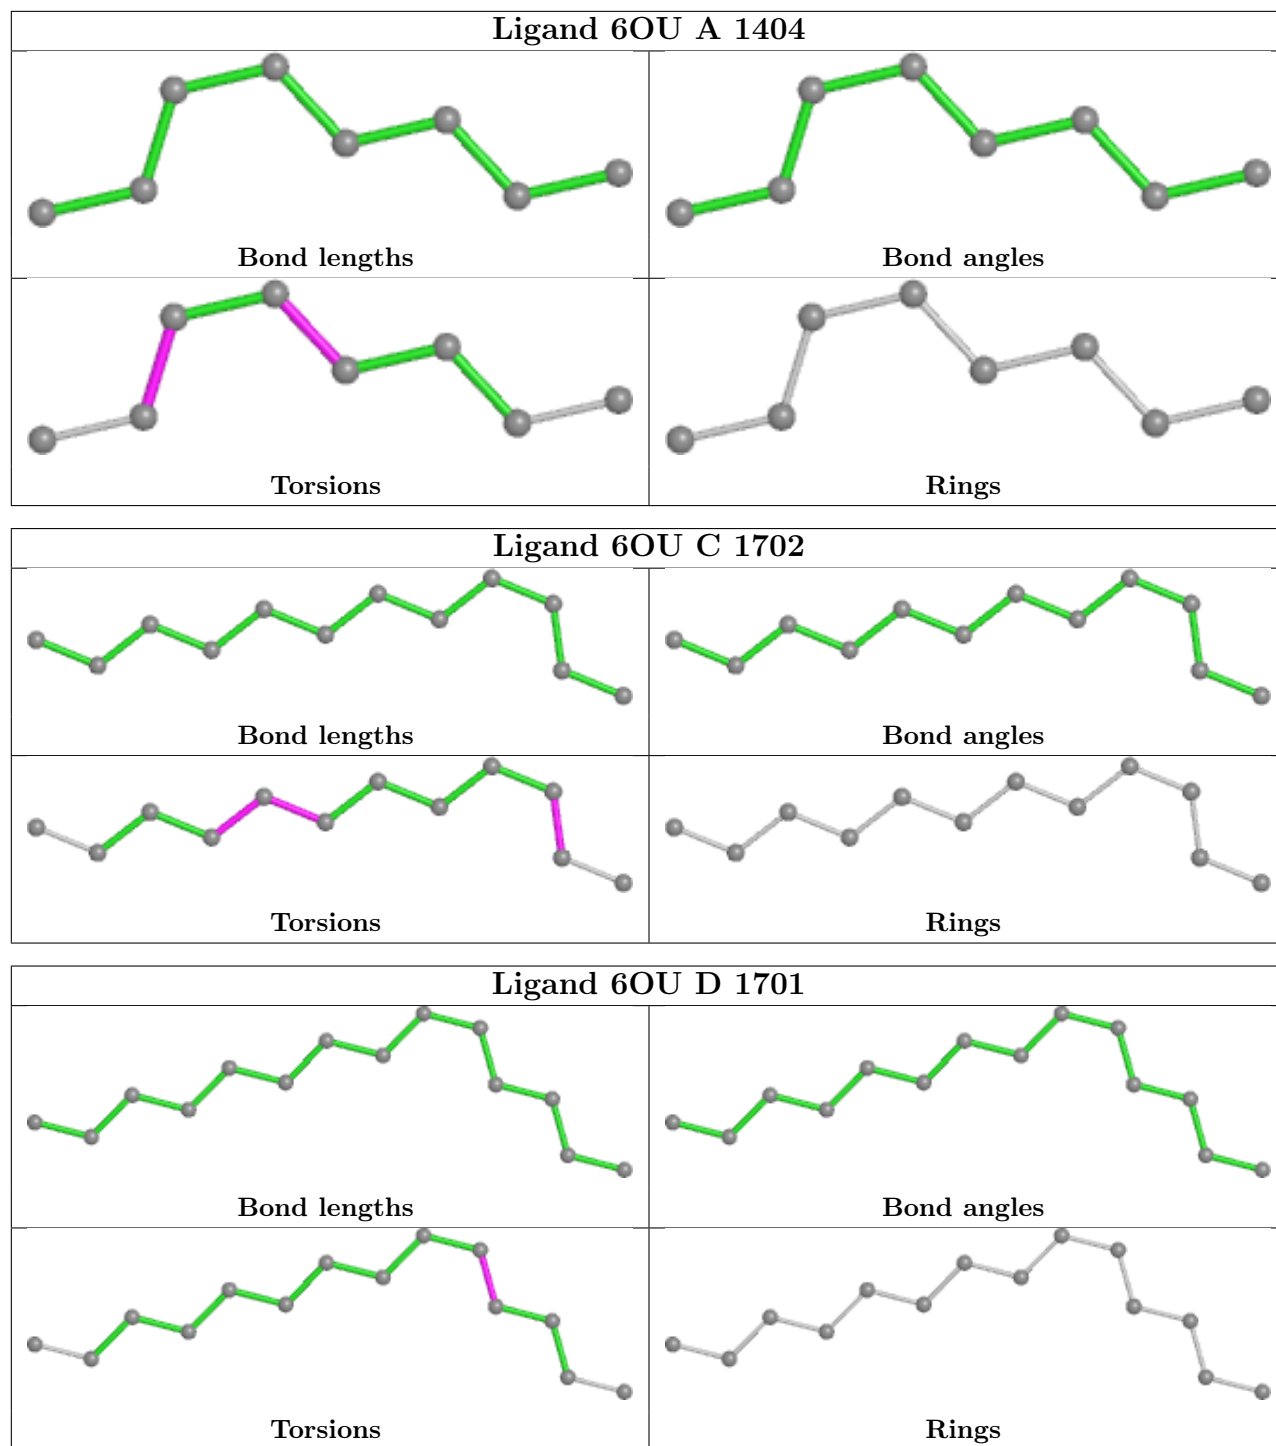 Ligand 6OU A 1404
Bond lengths
Bond angles
Torsions
Rings
Ligand 6OU C 1702
Bond lengths
Bond angles
Torsions
Rings
Ligand 6OU D 1701
Bond lengths
Bond angles
Torsions
Rings